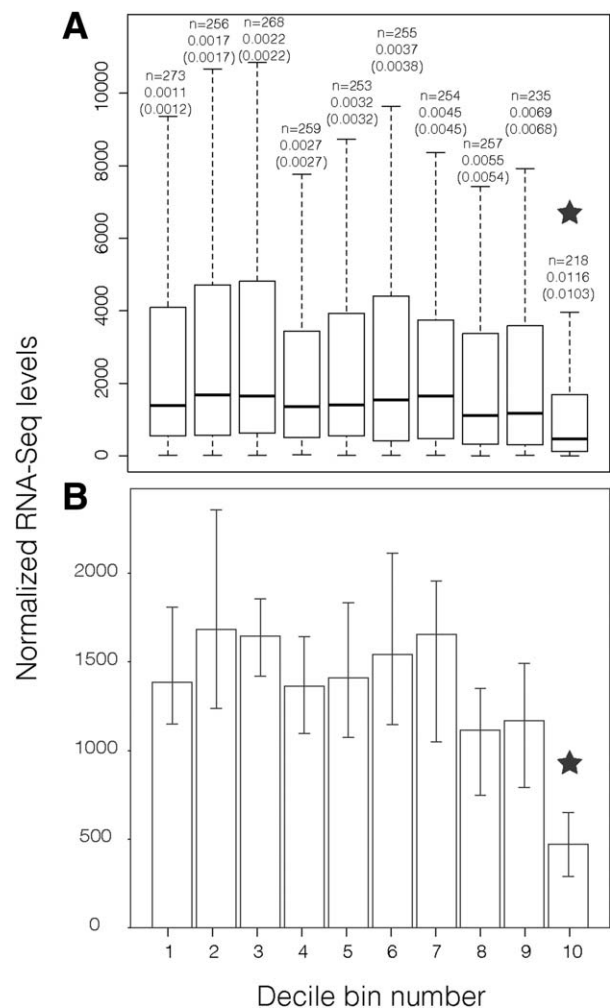 A
n=273
0.0011
(0.0012)
n=256
0.0017
(0.0017)
n=268
0.0022
(0.0022)
n=259
0.0027
(0.0027)
n=253
0.0032
(0.0032)
n=255
0.0037
(0.0038)
n=254
0.0045
(0.0045)
n=257
0.0055
(0.0054)
n=235
0.0069
(0.0068)
n=218
0.0116
(0.0103)
10000
8000
6000
4000
2000
0
Normalized RNA-Seq levels
B
2000
1500
1000
500
0
1 2 3 4 5 6 7 8 9 10
Decile bin number